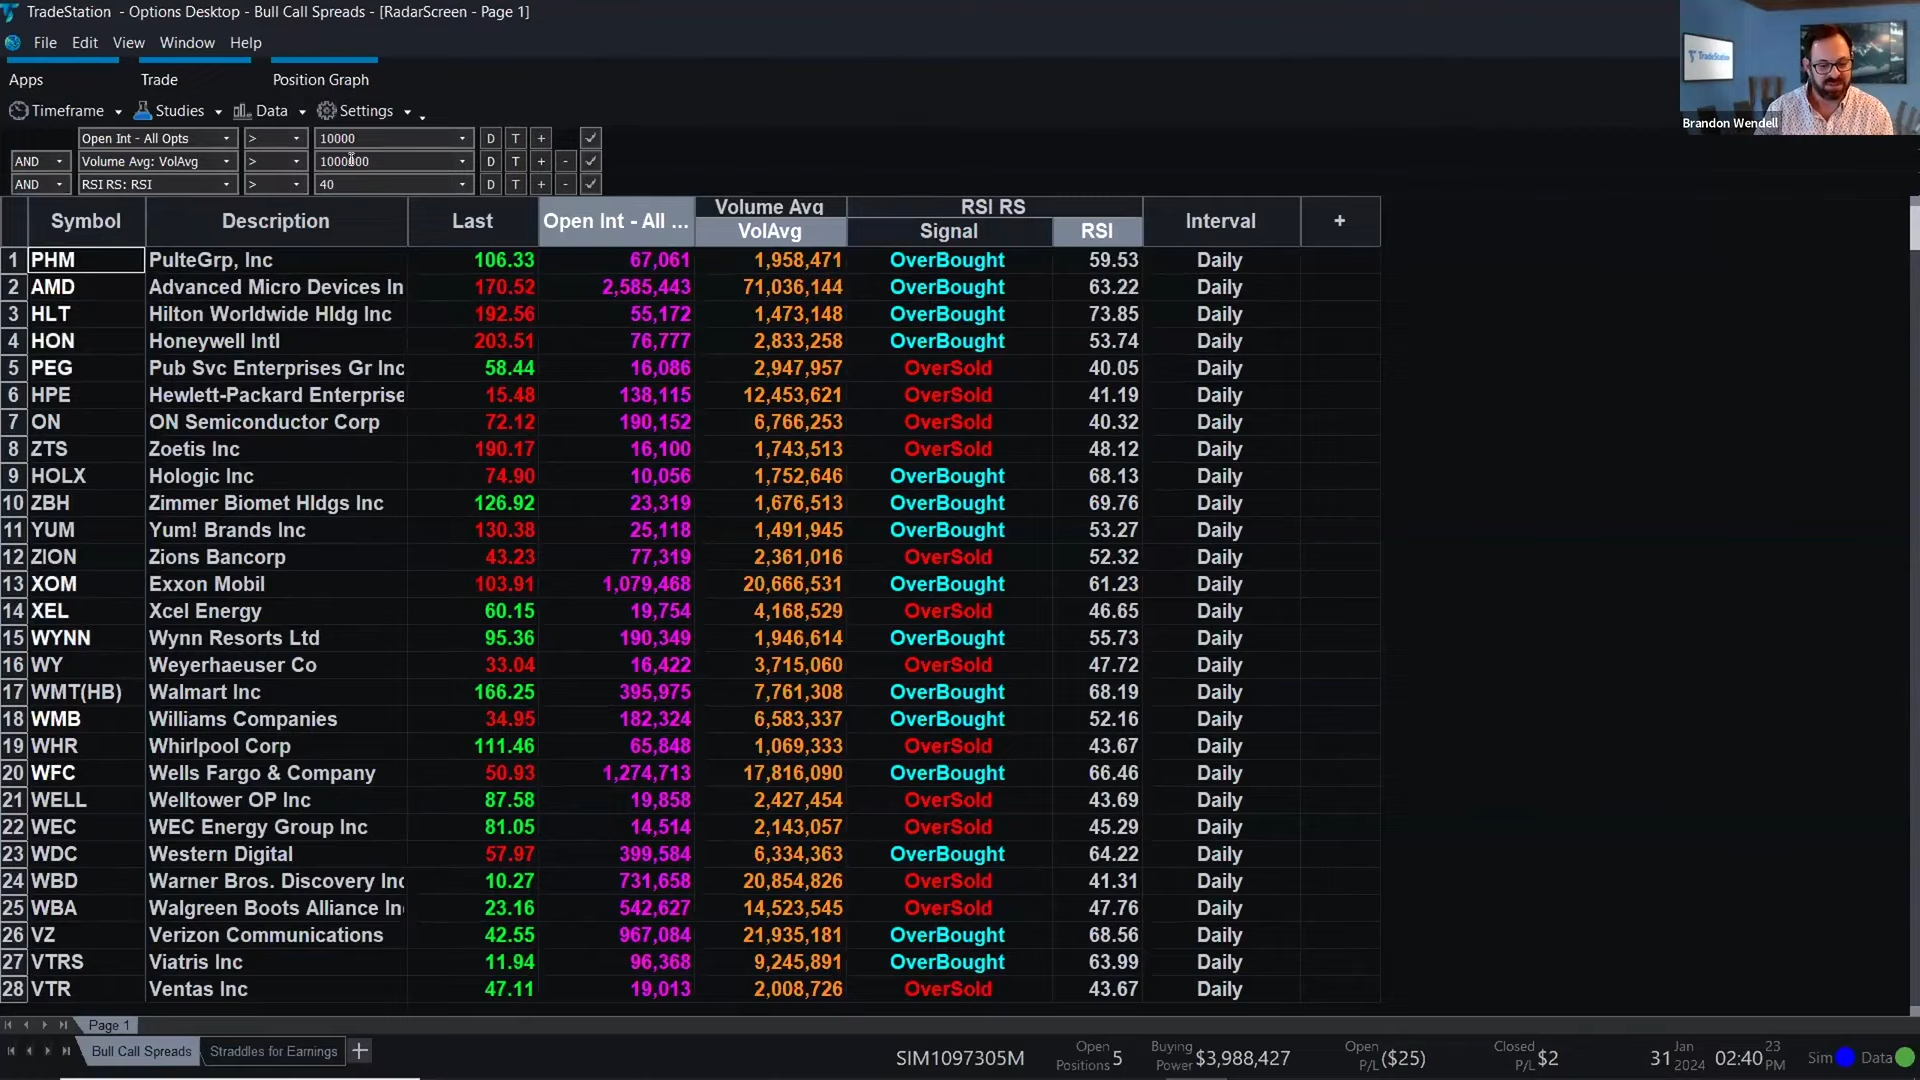 TradeStation - Options Desktop - Bull Call Spreads - [RadarScreen - Page 1]
File Edit View Window Help
Apps Trade Position Graph
Timeframe Studies Data Settings
Open Int - All Opts > 10000 D T +
AND Volume Avg: VolAvg > 1000000 D T + -
AND RSI RS: RSI > 40 D T + -
TradeStation
Brandon Wendell
Symbol Description Last Open Int - All ... Volume Avg VolAvg RSI RS Signal RSI Interval +
1 PHM PulteGrp, Inc 106.33 67,061 1,958,471 OverBought 59.53 Daily
2 AMD Advanced Micro Devices In 170.52 2,585,443 71,036,144 OverBought 63.22 Daily
3 HLT Hilton Worldwide Hldg Inc 192.56 55,172 1,473,148 OverBought 73.85 Daily
4 HON Honeywell Intl 203.51 76,777 2,833,258 OverBought 53.74 Daily
5 PEG Pub Svc Enterprises Gr Inc 58.44 16,086 2,947,957 OverSold 40.05 Daily
6 HPE Hewlett-Packard Enterprise 15.48 138,115 12,453,621 OverSold 41.19 Daily
7 ON ON Semiconductor Corp 72.12 190,152 6,766,253 OverSold 40.32 Daily
8 ZTS Zoetis Inc 190.17 16,100 1,743,513 OverSold 48.12 Daily
9 HOLX Hologic Inc 74.90 10,056 1,752,646 OverBought 68.13 Daily
10 ZBH Zimmer Biomet Hldgs Inc 126.92 23,319 1,676,513 OverBought 69.76 Daily
11 YUM Yum! Brands Inc 130.38 25,118 1,491,945 OverBought 53.27 Daily
12 ZION Zions Bancorp 43.23 77,319 2,361,016 OverSold 52.32 Daily
13 XOM Exxon Mobil 103.91 1,079,468 20,666,531 OverBought 61.23 Daily
14 XEL Xcel Energy 60.15 19,754 4,168,529 OverSold 46.65 Daily
15 WYNN Wynn Resorts Ltd 95.36 190,349 1,946,614 OverBought 55.73 Daily
16 WY Weyerhaeuser Co 33.04 16,422 3,715,060 OverSold 47.72 Daily
17 WMT(HB) Walmart Inc 166.25 395,975 7,761,308 OverBought 68.19 Daily
18 WMB Williams Companies 34.95 182,324 6,583,337 OverBought 52.16 Daily
19 WHR Whirlpool Corp 111.46 65,848 1,069,333 OverSold 43.67 Daily
20 WFC Wells Fargo & Company 50.93 1,274,713 17,816,090 OverBought 66.46 Daily
21 WELL Welltower OP Inc 87.58 19,858 2,427,454 OverSold 43.69 Daily
22 WEC WEC Energy Group Inc 81.05 14,514 2,143,057 OverSold 45.29 Daily
23 WDC Western Digital 57.97 399,584 6,334,363 OverBought 64.22 Daily
24 WBD Warner Bros. Discovery Inc 10.27 731,658 20,854,826 OverSold 41.31 Daily
25 WBA Walgreen Boots Alliance In 23.16 542,627 14,523,545 OverSold 47.76 Daily
26 VZ Verizon Communications 42.55 967,084 21,935,181 OverBought 68.56 Daily
27 VTRS Viatris Inc 11.94 96,368 9,245,891 OverBought 63.99 Daily
28 VTR Ventas Inc 47.11 19,013 2,008,726 OverSold 43.67 Daily
Page 1
Bull Call Spreads Straddles for Earnings +
SIM1097305M Open Positions 5 Buying Power $3,988,427 Open P/L ($25) Closed P/L $2 31 Jan 2024 02:40 23 PM Sim Data